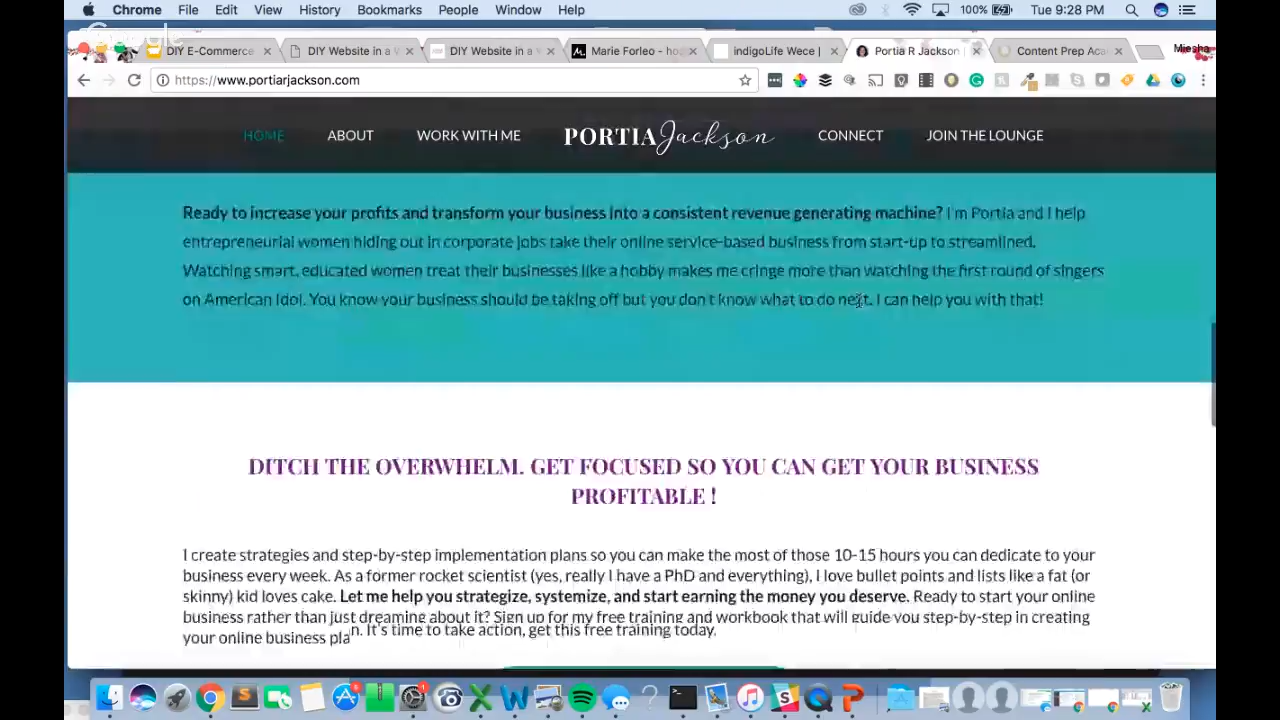 Chrome File Edit View History Bookmarks People Window Help 100% Tue 9:28 PM
DIY E-Commerce DIY Website in a V DIY Website in a V Marie Forleo - ho indigoLife Wece | Portia R Jackson Content Prep Aca Miesha
https://www.portiarjackson.com
HOME ABOUT WORK WITH ME PORTIA Jackson CONNECT JOIN THE LOUNGE
Ready to increase your profits and transform your business into a consistent revenue generating machine? I'm Portia and I help
entrepreneurial women hiding out in corporate jobs take their online service-based business from start-up to streamlined.
Watching smart, educated women treat their businesses like a hobby makes me cringe more than watching the first round of singers
on American Idol. You know your business should be taking off but you don't know what to do next. I can help you with that!
DITCH THE OVERWHELM. GET FOCUSED SO YOU CAN GET YOUR BUSINESS
PROFITABLE !
I create strategies and step-by-step implementation plans so you can make the most of those 10-15 hours you can dedicate to your
business every week. As a former rocket scientist (yes, really I have a PhD and everything), I love bullet points and lists like a fat (or
skinny) kid loves cake. Let me help you strategize, systemize, and start earning the money you deserve. Ready to start your online
business rather than just dreaming about it? Sign up for my free training and workbook that will guide you step-by-step in creating
your online business plan. It's time to take action, get this free training today.